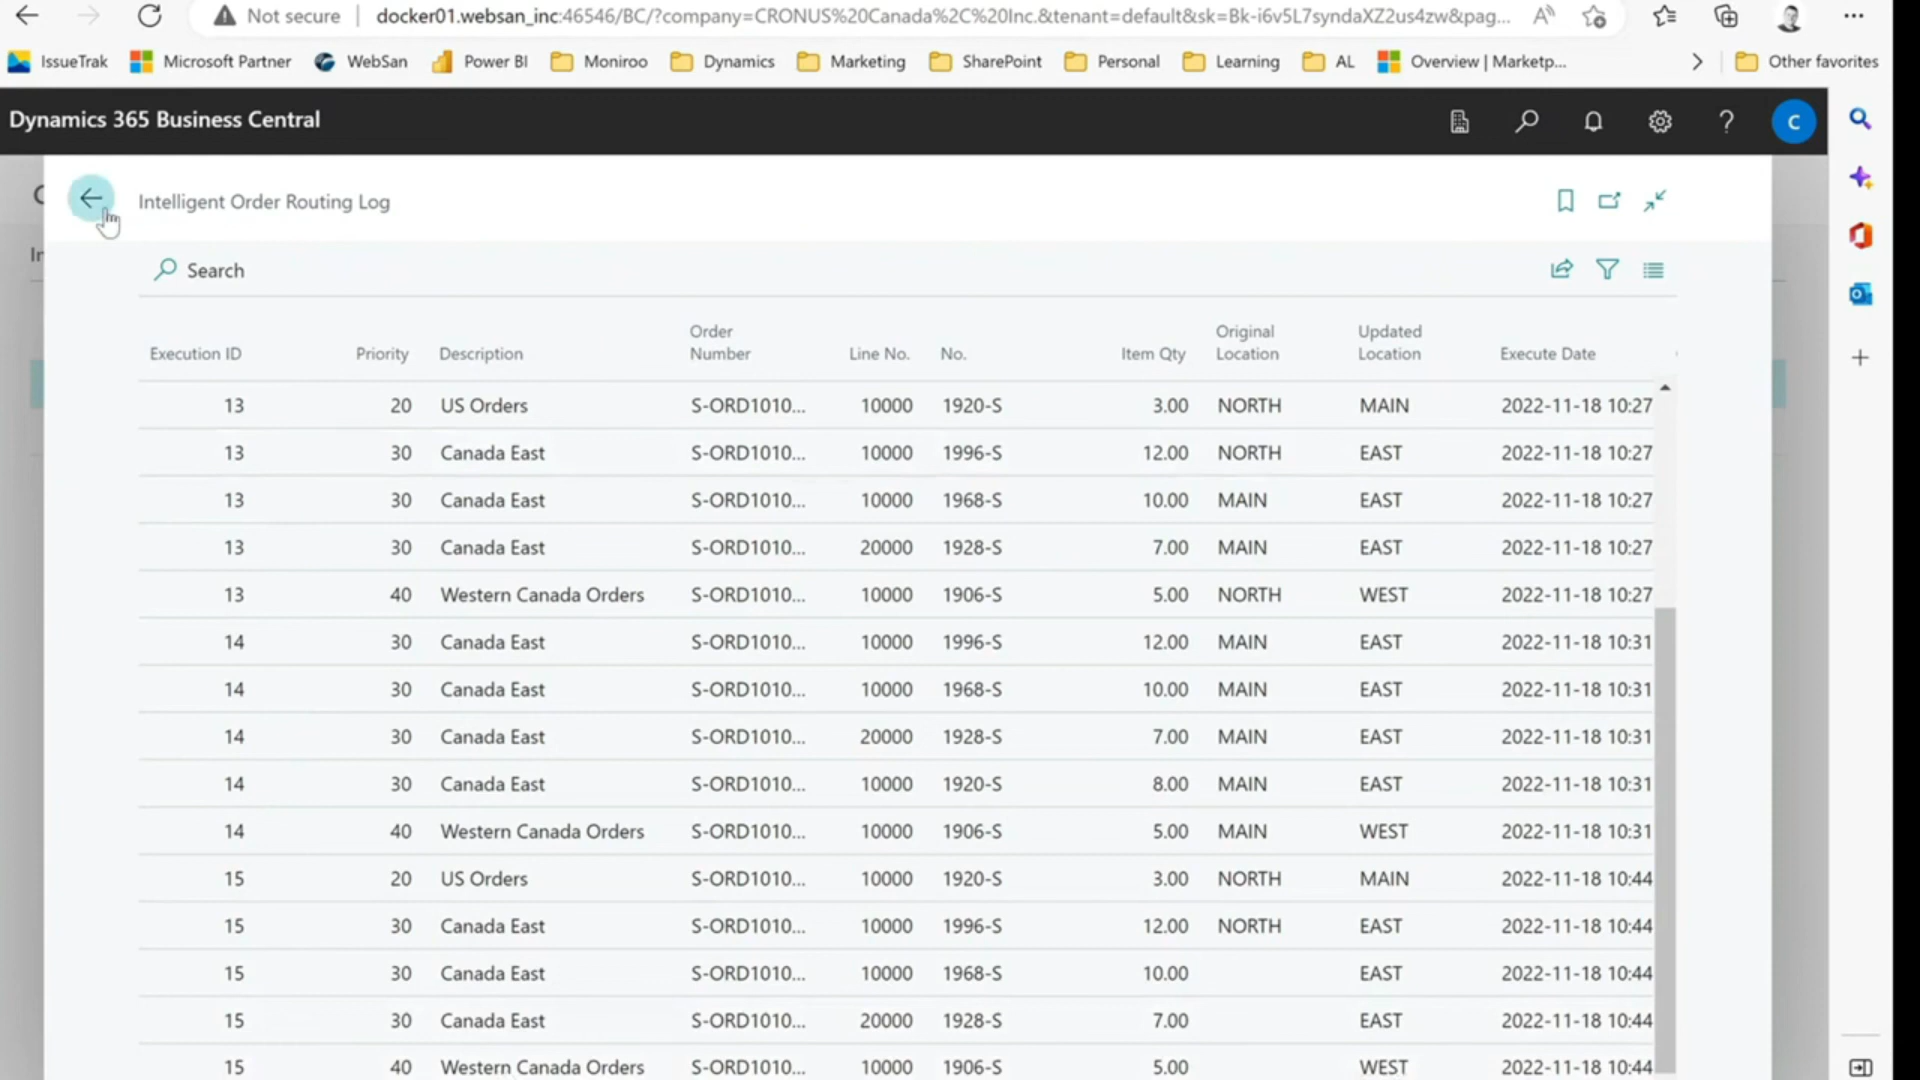 Not secure | docker01.websan_inc:46546/BC/?company=CRONUS%20Canada%2C%20Inc.&tenant=default&sk=Bk-i6v5L7syndaXZ2us4zw&pag...
IssueTrak Microsoft Partner WebSan Power BI Moniroo Dynamics Marketing SharePoint Personal Learning AL Overview | Marketp... Other favorites
Dynamics 365 Business Central
C
Intelligent Order Routing Log
Search
Execution ID Priority Description Order Number Line No. No. Item Qty Original Location Updated Location Execute Date
13 20 US Orders S-ORD1010... 10000 1920-S 3.00 NORTH MAIN 2022-11-18 10:27
13 30 Canada East S-ORD1010... 10000 1996-S 12.00 NORTH EAST 2022-11-18 10:27
13 30 Canada East S-ORD1010... 10000 1968-S 10.00 MAIN EAST 2022-11-18 10:27
13 30 Canada East S-ORD1010... 20000 1928-S 7.00 MAIN EAST 2022-11-18 10:27
13 40 Western Canada Orders S-ORD1010... 10000 1906-S 5.00 NORTH WEST 2022-11-18 10:27
14 30 Canada East S-ORD1010... 10000 1996-S 12.00 MAIN EAST 2022-11-18 10:31
14 30 Canada East S-ORD1010... 10000 1968-S 10.00 MAIN EAST 2022-11-18 10:31
14 30 Canada East S-ORD1010... 20000 1928-S 7.00 MAIN EAST 2022-11-18 10:31
14 30 Canada East S-ORD1010... 10000 1920-S 8.00 MAIN EAST 2022-11-18 10:31
14 40 Western Canada Orders S-ORD1010... 10000 1906-S 5.00 MAIN WEST 2022-11-18 10:31
15 20 US Orders S-ORD1010... 10000 1920-S 3.00 NORTH MAIN 2022-11-18 10:44
15 30 Canada East S-ORD1010... 10000 1996-S 12.00 NORTH EAST 2022-11-18 10:44
15 30 Canada East S-ORD1010... 10000 1968-S 10.00 EAST 2022-11-18 10:44
15 30 Canada East S-ORD1010... 20000 1928-S 7.00 EAST 2022-11-18 10:44
15 40 Western Canada Orders S-ORD1010... 10000 1906-S 5.00 WEST 2022-11-18 10:44